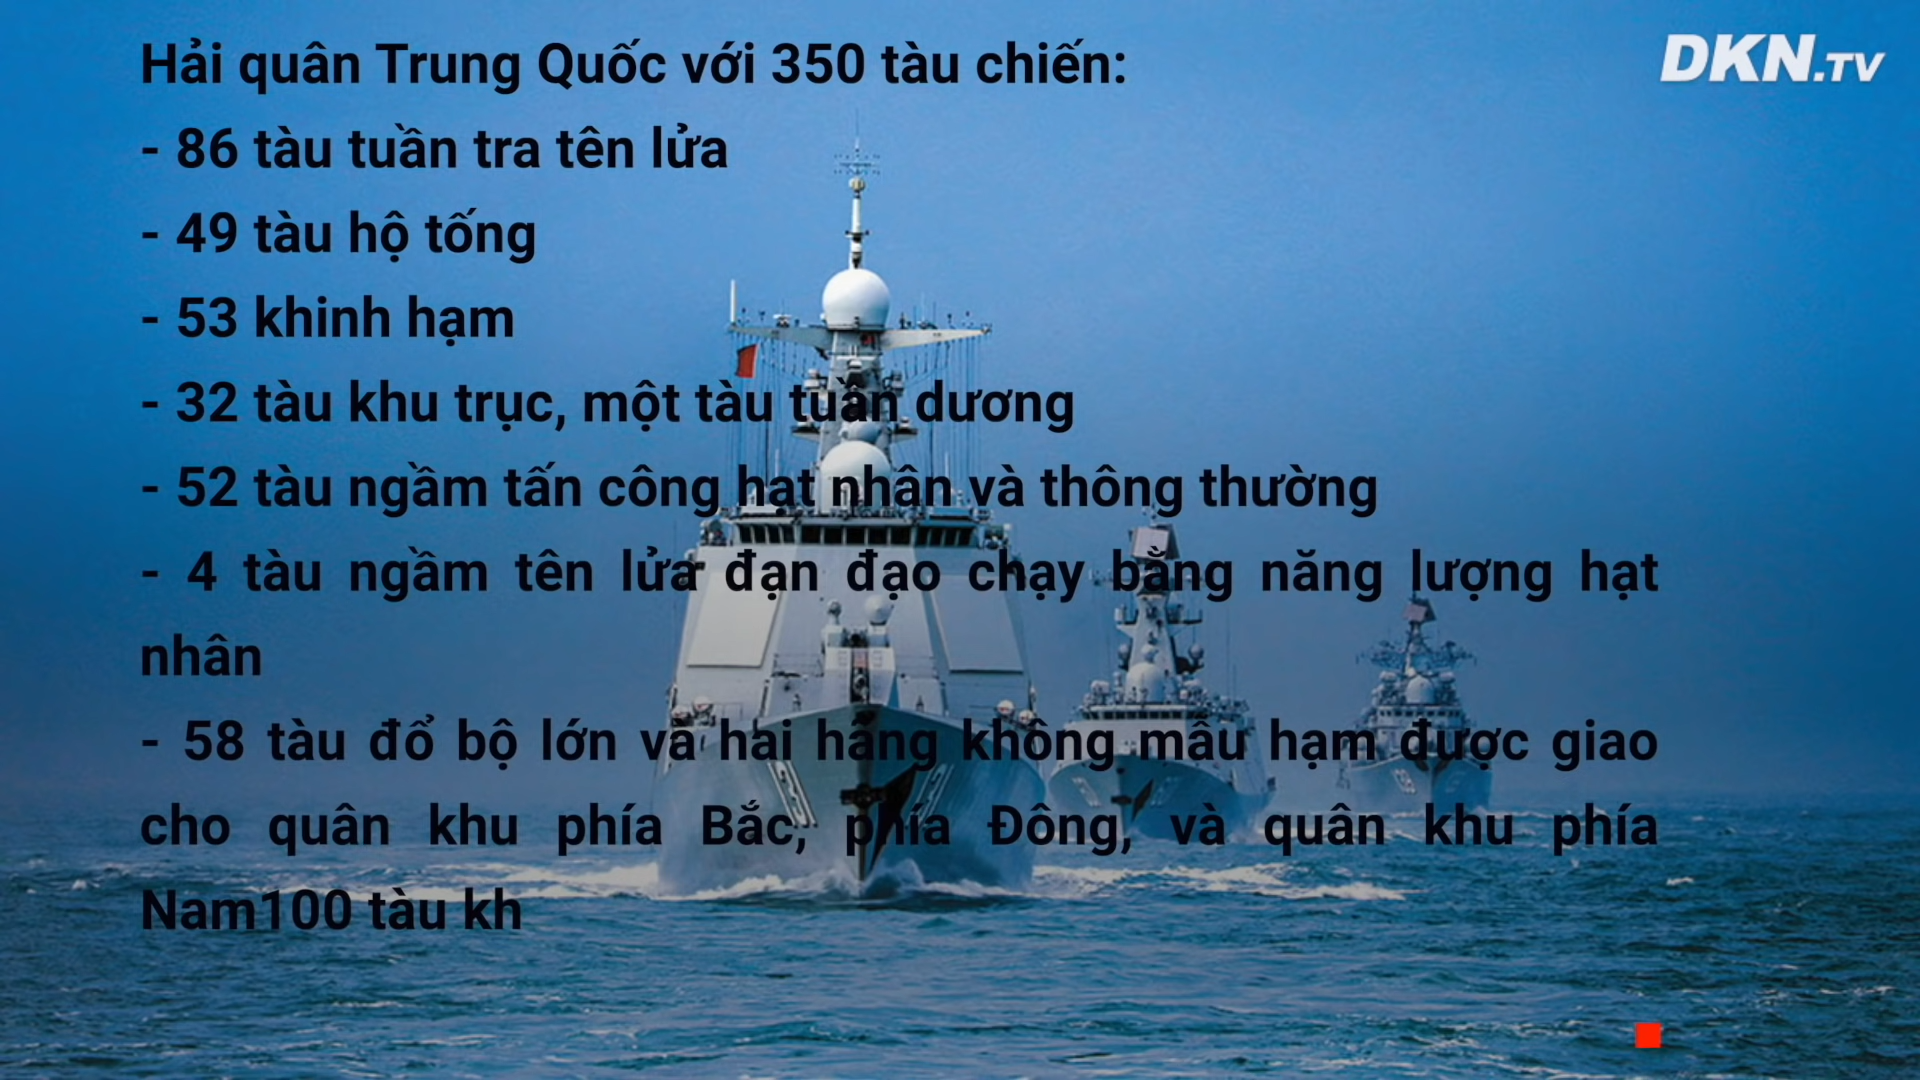 Hải quân Trung Quốc với 350 tàu chiến:
- 86 tàu tuần tra tên lửa
- 49 tàu hộ tống
- 53 khinh hạm
- 32 tàu khu trục, một tàu tuần dương
- 52 tàu ngầm tấn công hạt nhân và thông thường
- 4 tàu ngầm tên lửa đạn đạo chạy bằng năng lượng hạt
nhân
- 58 tàu đổ bộ lớn và hai hãng không mẫu hạm được giao
cho quân khu phía Bắc, phía Đông, và quân khu phía
Nam100 tàu kh
DKN.TV